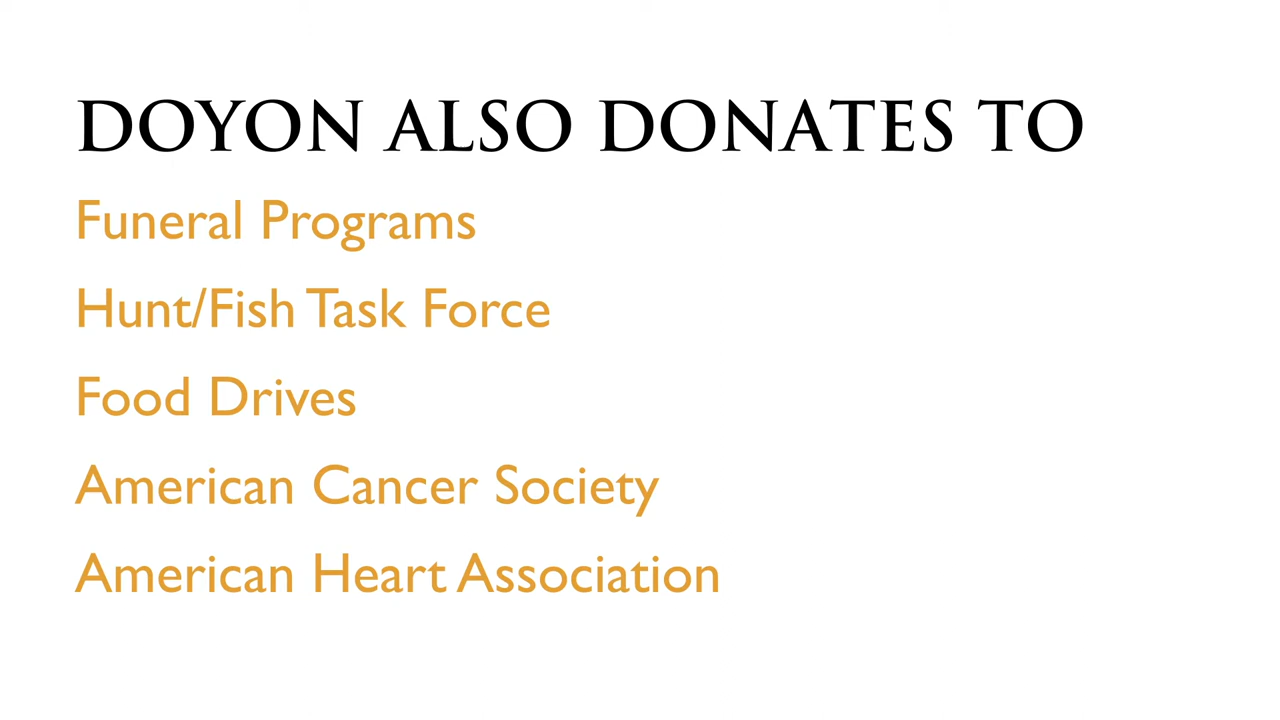 DOYON ALSO DONATES TO
Funeral Programs
Hunt/Fish Task Force
Food Drives
American Cancer Society
American Heart Association